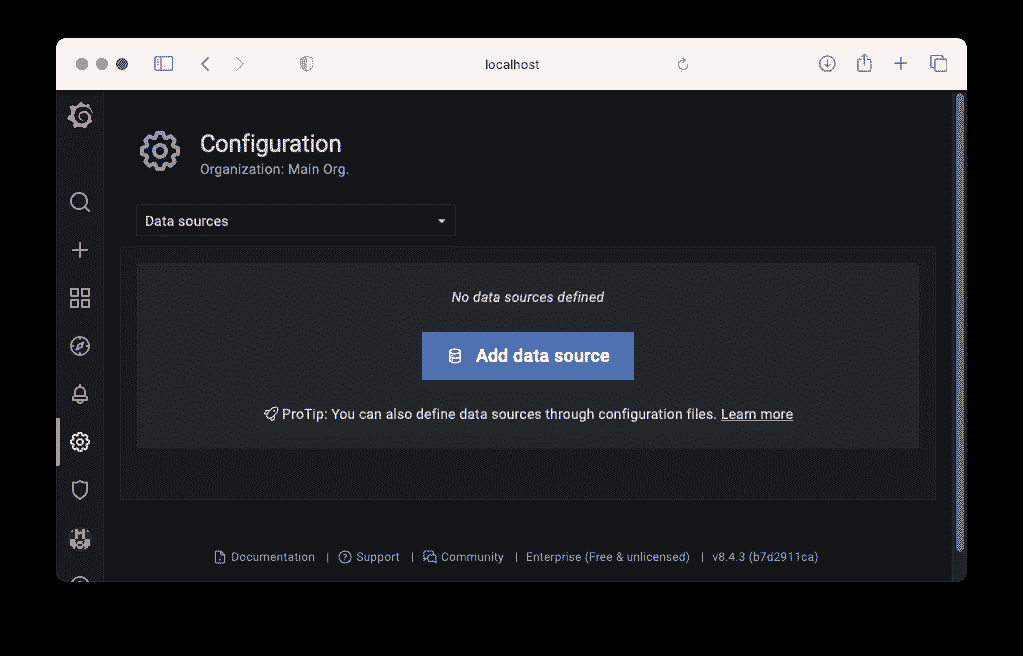 localhost
Configuration
Organization: Main Org.
Data sources
No data sources defined
Add data source
ProTip: You can also define data sources through configuration files. Learn more
Documentation | Support | Community | Enterprise (Free & unlicensed) | v8.4.3 (b7d2911ca)